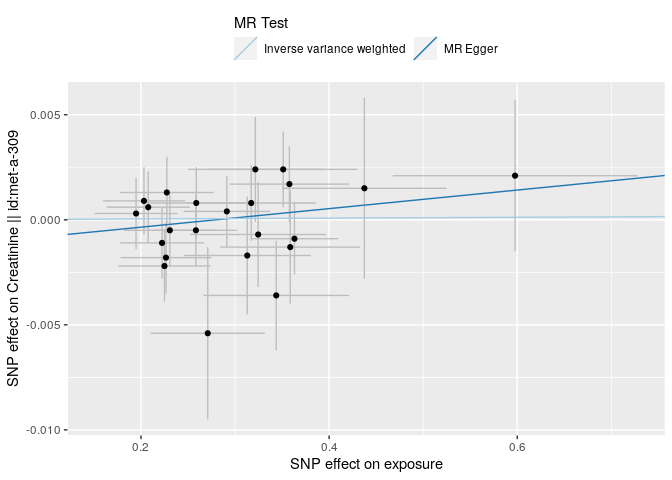 MR Test
Inverse variance weighted
MR Egger
SNP effect on Creatinine || id:met-a-309
0.005
0.000
-0.005
-0.010
0.2
0.4
0.6
SNP effect on exposure